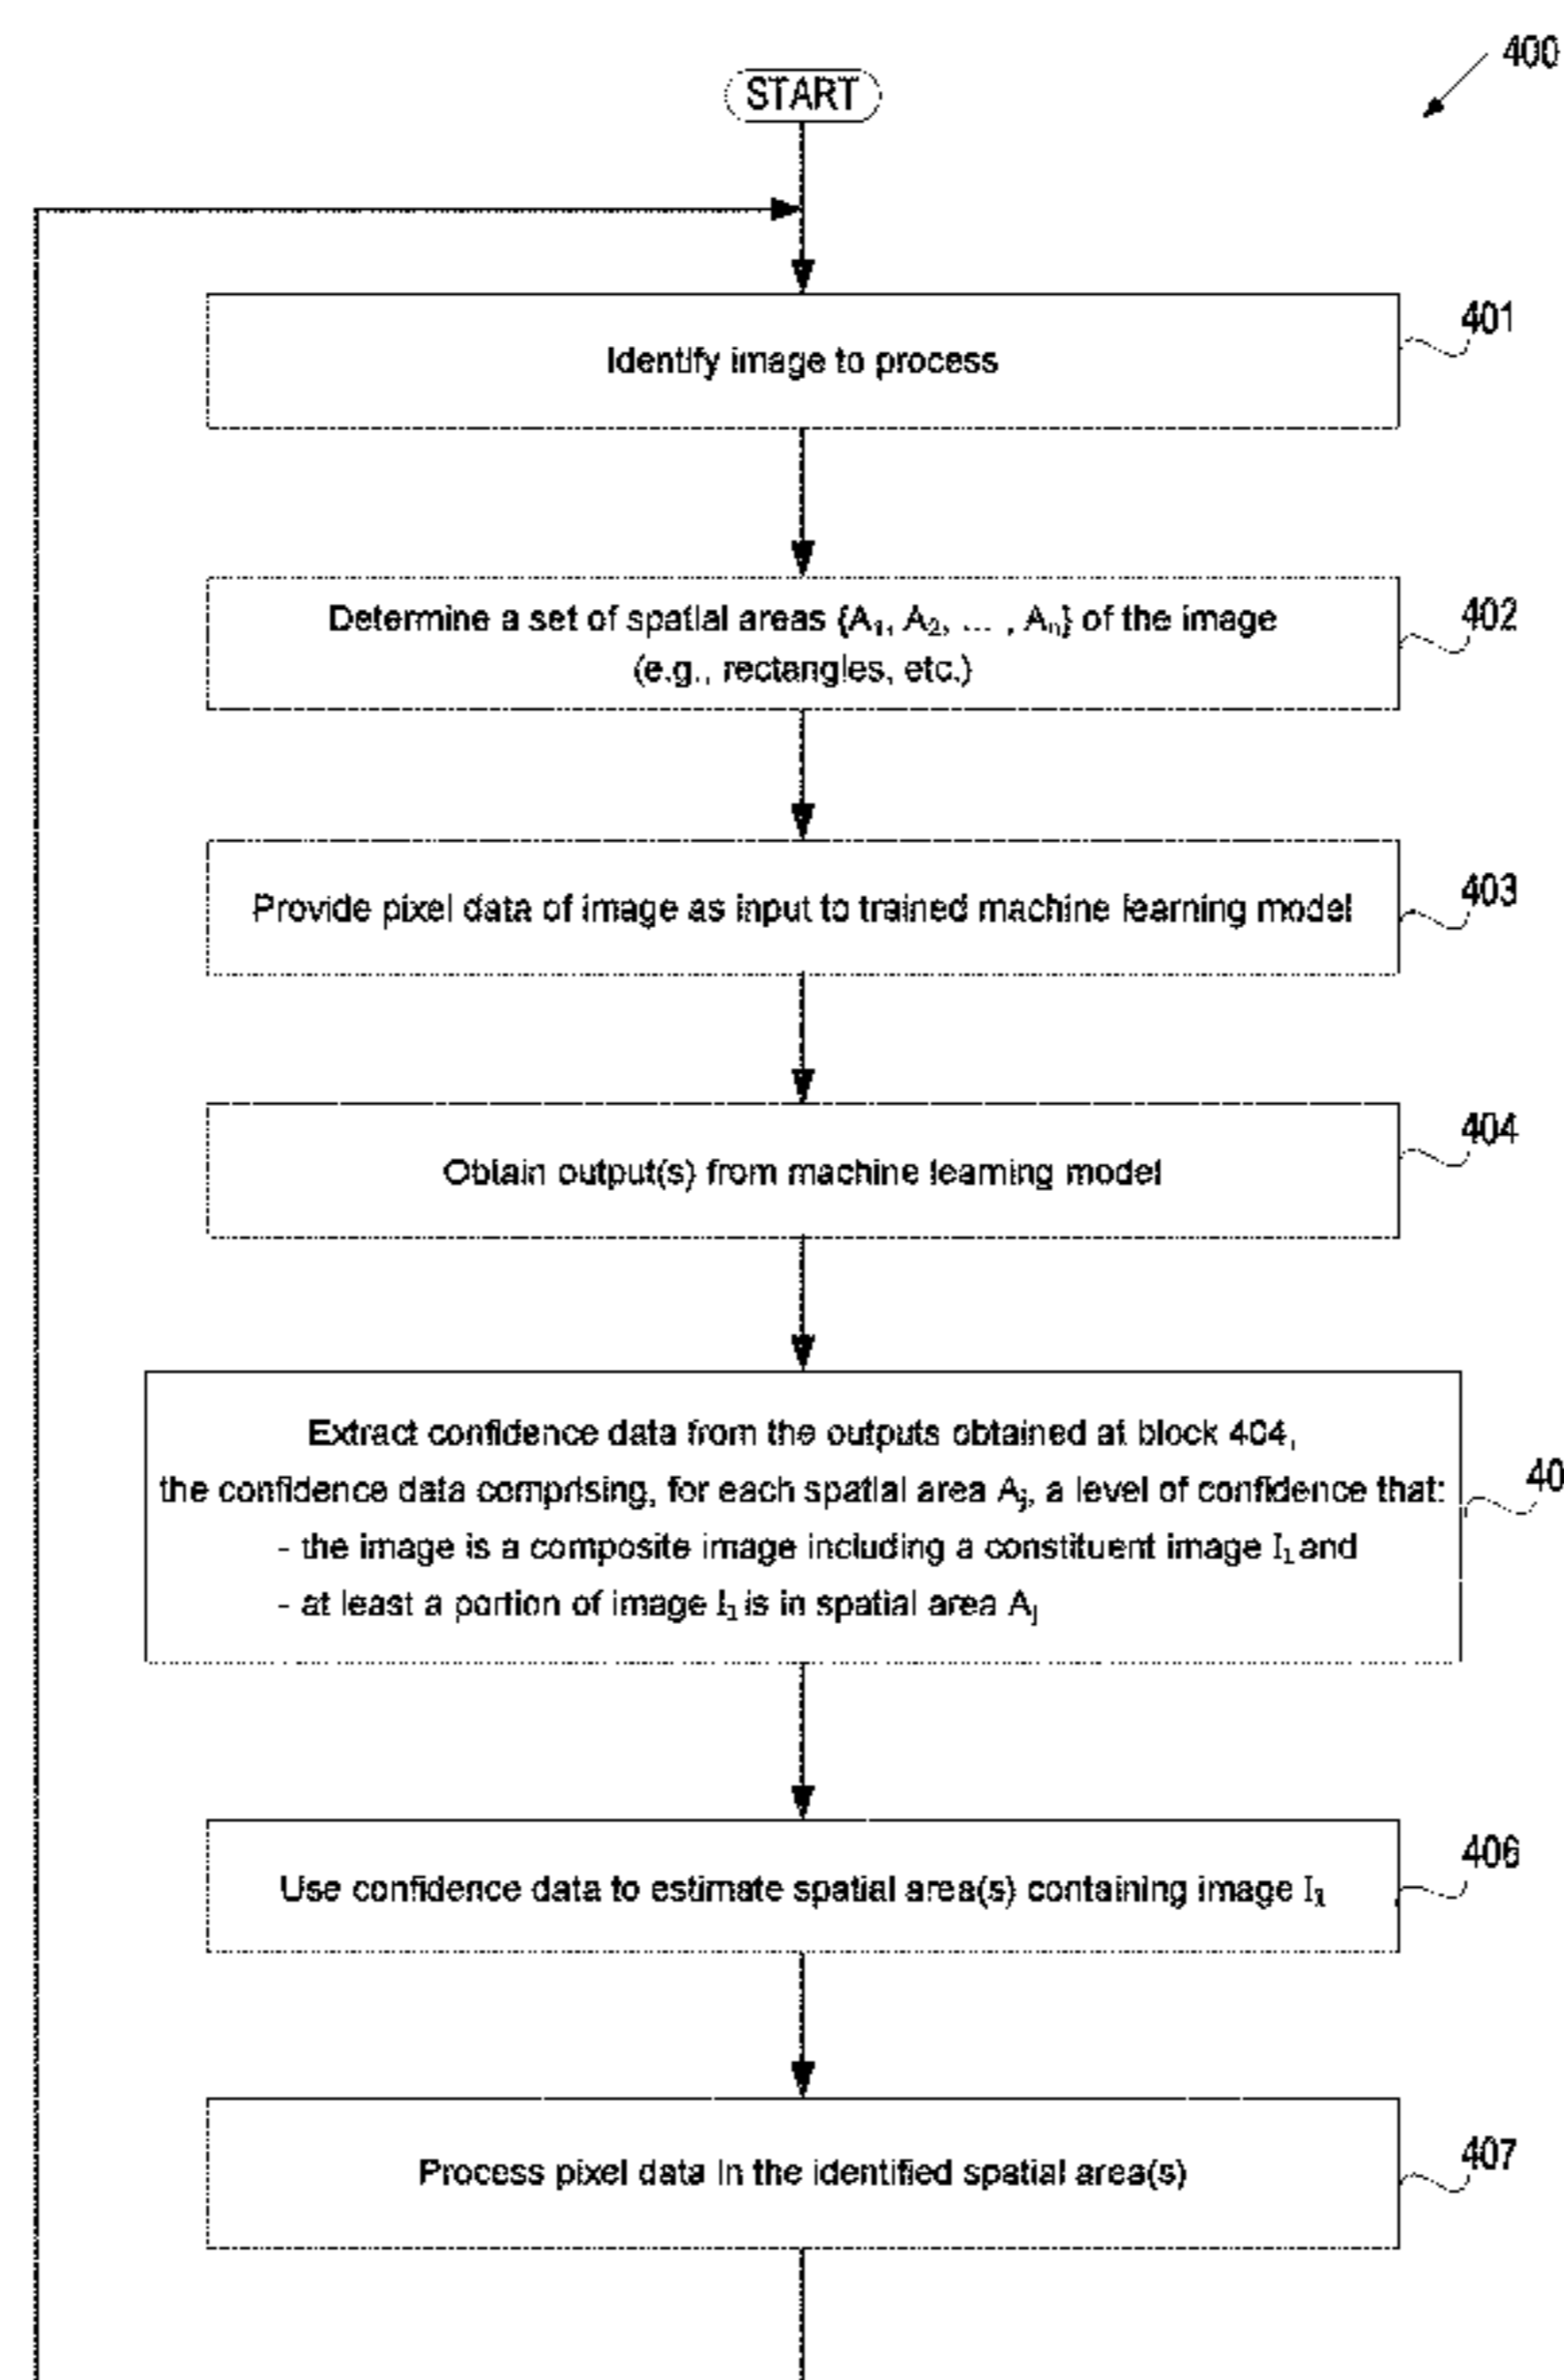 400
START
401
Identify image to process
402
Determine a set of spatial areas {A₁, A₂, ... , Aₙ} of the image
(e.g., rectangles, etc.)
403
Provide pixel data of image as input to trained machine learning model
404
Obtain output(s) from machine learning model
Extract confidence data from the outputs obtained at block 404,
40
the confidence data comprising, for each spatial area Aⱼ, a level of confidence that:
- the image is a composite image including a constituent image I₁ and
- at least a portion of image I₁ is in spatial area Aⱼ
406
Use confidence data to estimate spatial area(s) containing image I₁
407
Process pixel data in the identified spatial area(s)